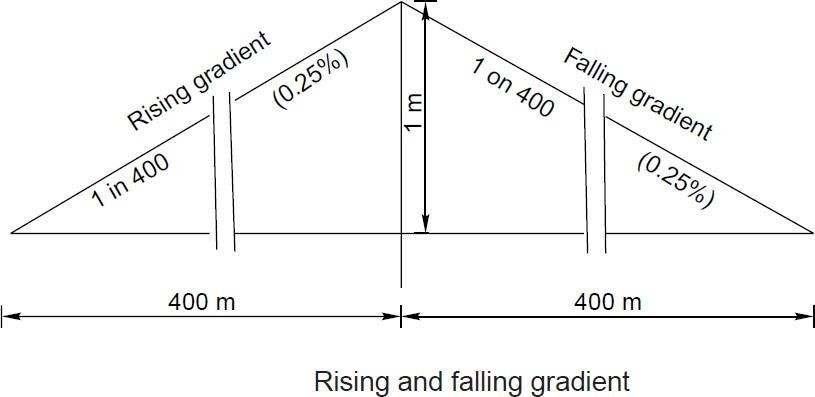 Rising gradient
(0.25%)
1 in 400
1 m
1 on 400
Falling gradient
(0.25%)
400 m
400 m
Rising and falling gradient